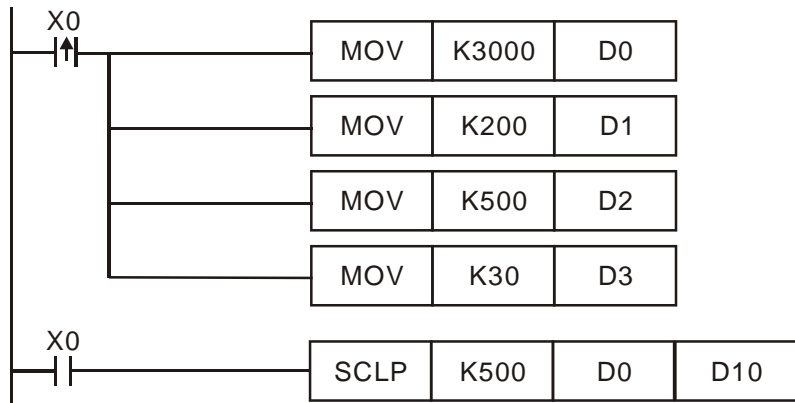 X0
MOV K3000 D0
MOV K200 D1
MOV K500 D2
MOV K30 D3
X0
SCLP K500 D0 D10